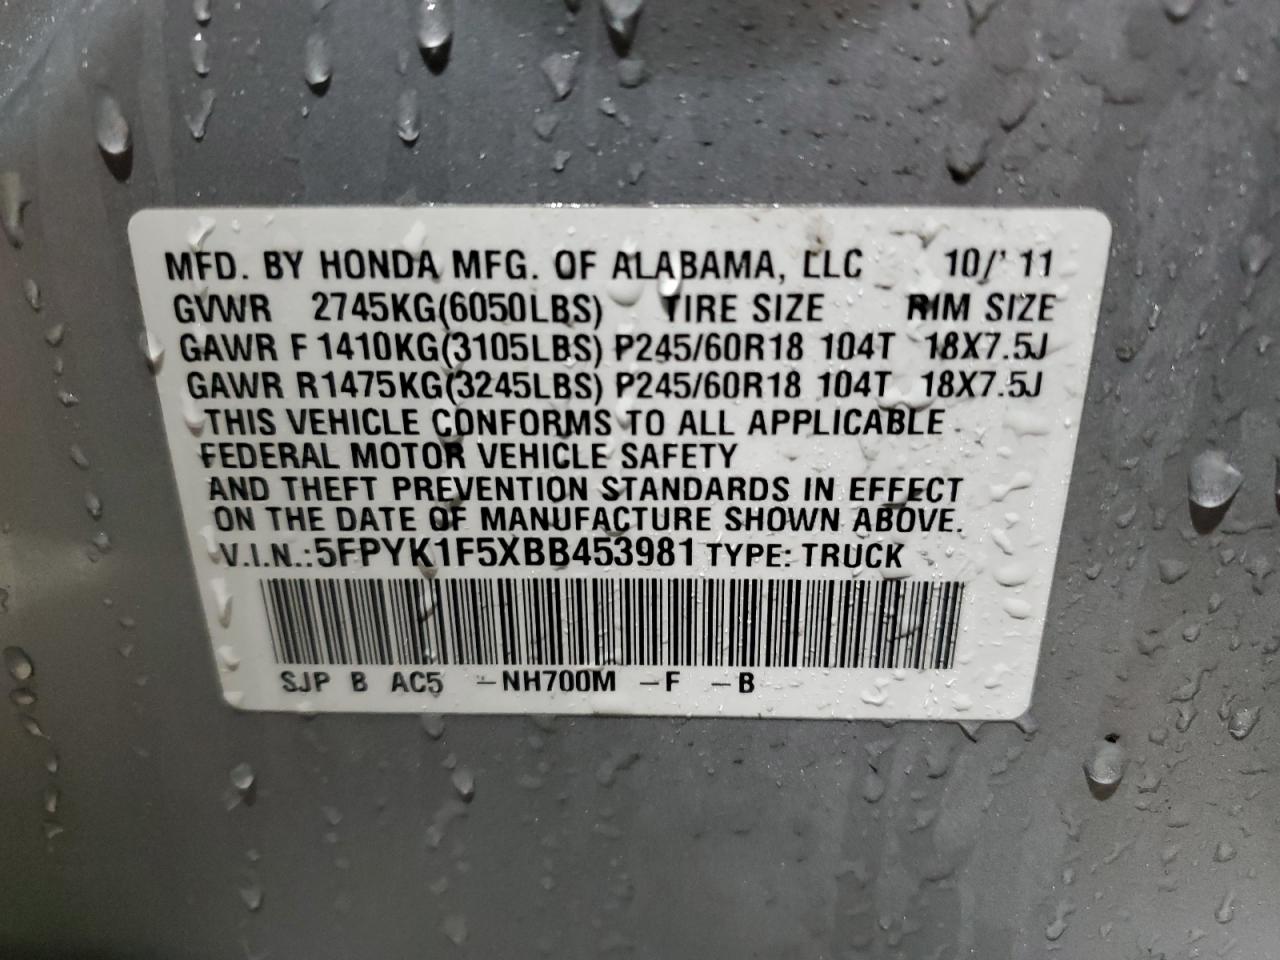 MFD. BY HONDA MFG. OF ALABAMA, LLC 10/'11
GVWR 2745KG(6050LBS) TIRE SIZE RIM SIZE
GAWR F 1410KG(3105LBS) P245/60R18 104T 18X7.5J
GAWR R1475KG(3245LBS) P245/60R18 104T 18X7.5J
THIS VEHICLE CONFORMS TO ALL APPLICABLE
FEDERAL MOTOR VEHICLE SAFETY
AND THEFT PREVENTION STANDARDS IN EFFECT
ON THE DATE OF MANUFACTURE SHOWN ABOVE.
V.I.N.:5FPYK1F5XBB453981 TYPE: TRUCK
SJP B AC5 -NH700M -F -B